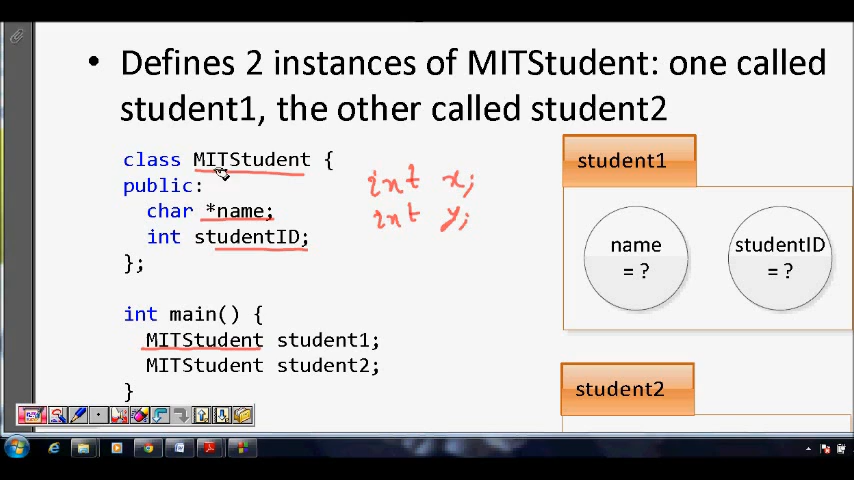 • Defines 2 instances of MITStudent: one called
student1, the other called student2
class MITStudent {
public:
char *name;
int studentID;
};
int x;
int y;
int main() {
MITStudent student1;
MITStudent student2;
}
student1
name
= ?
studentID
= ?
student2